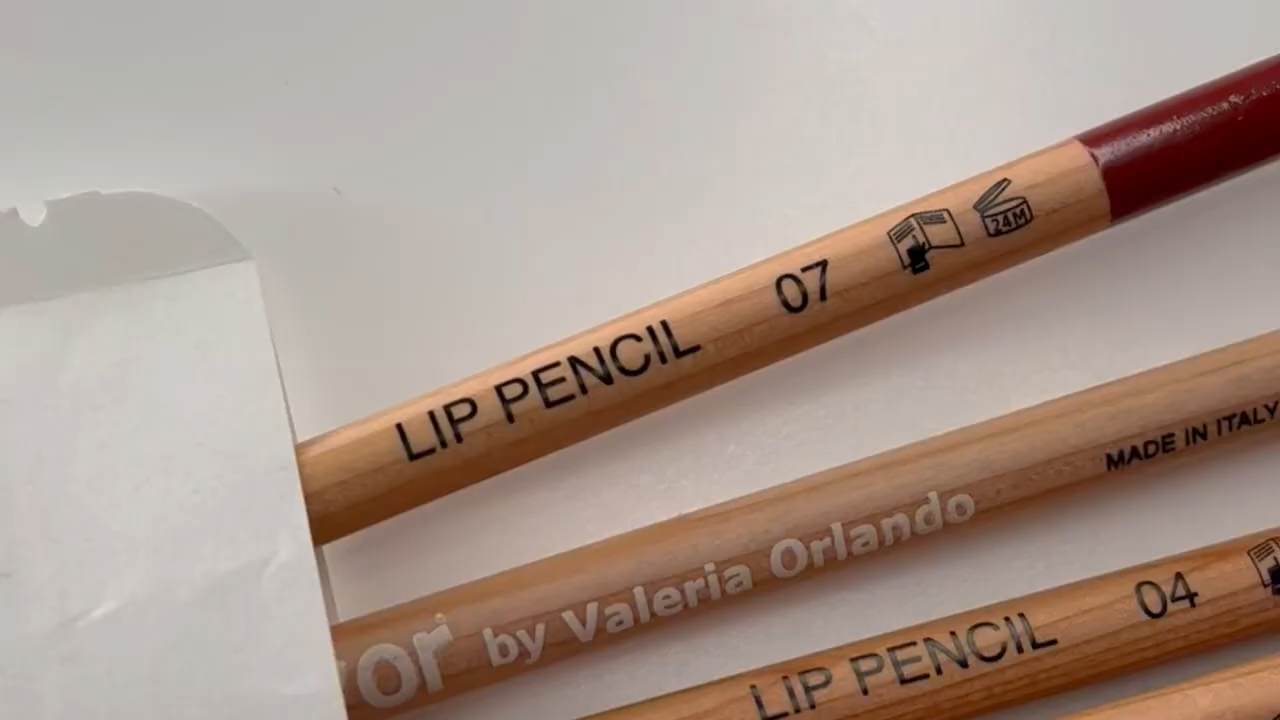 LIP PENCIL 07
24M
or by Valeria Orlando
MADE IN ITALY
LIP PENCIL 04